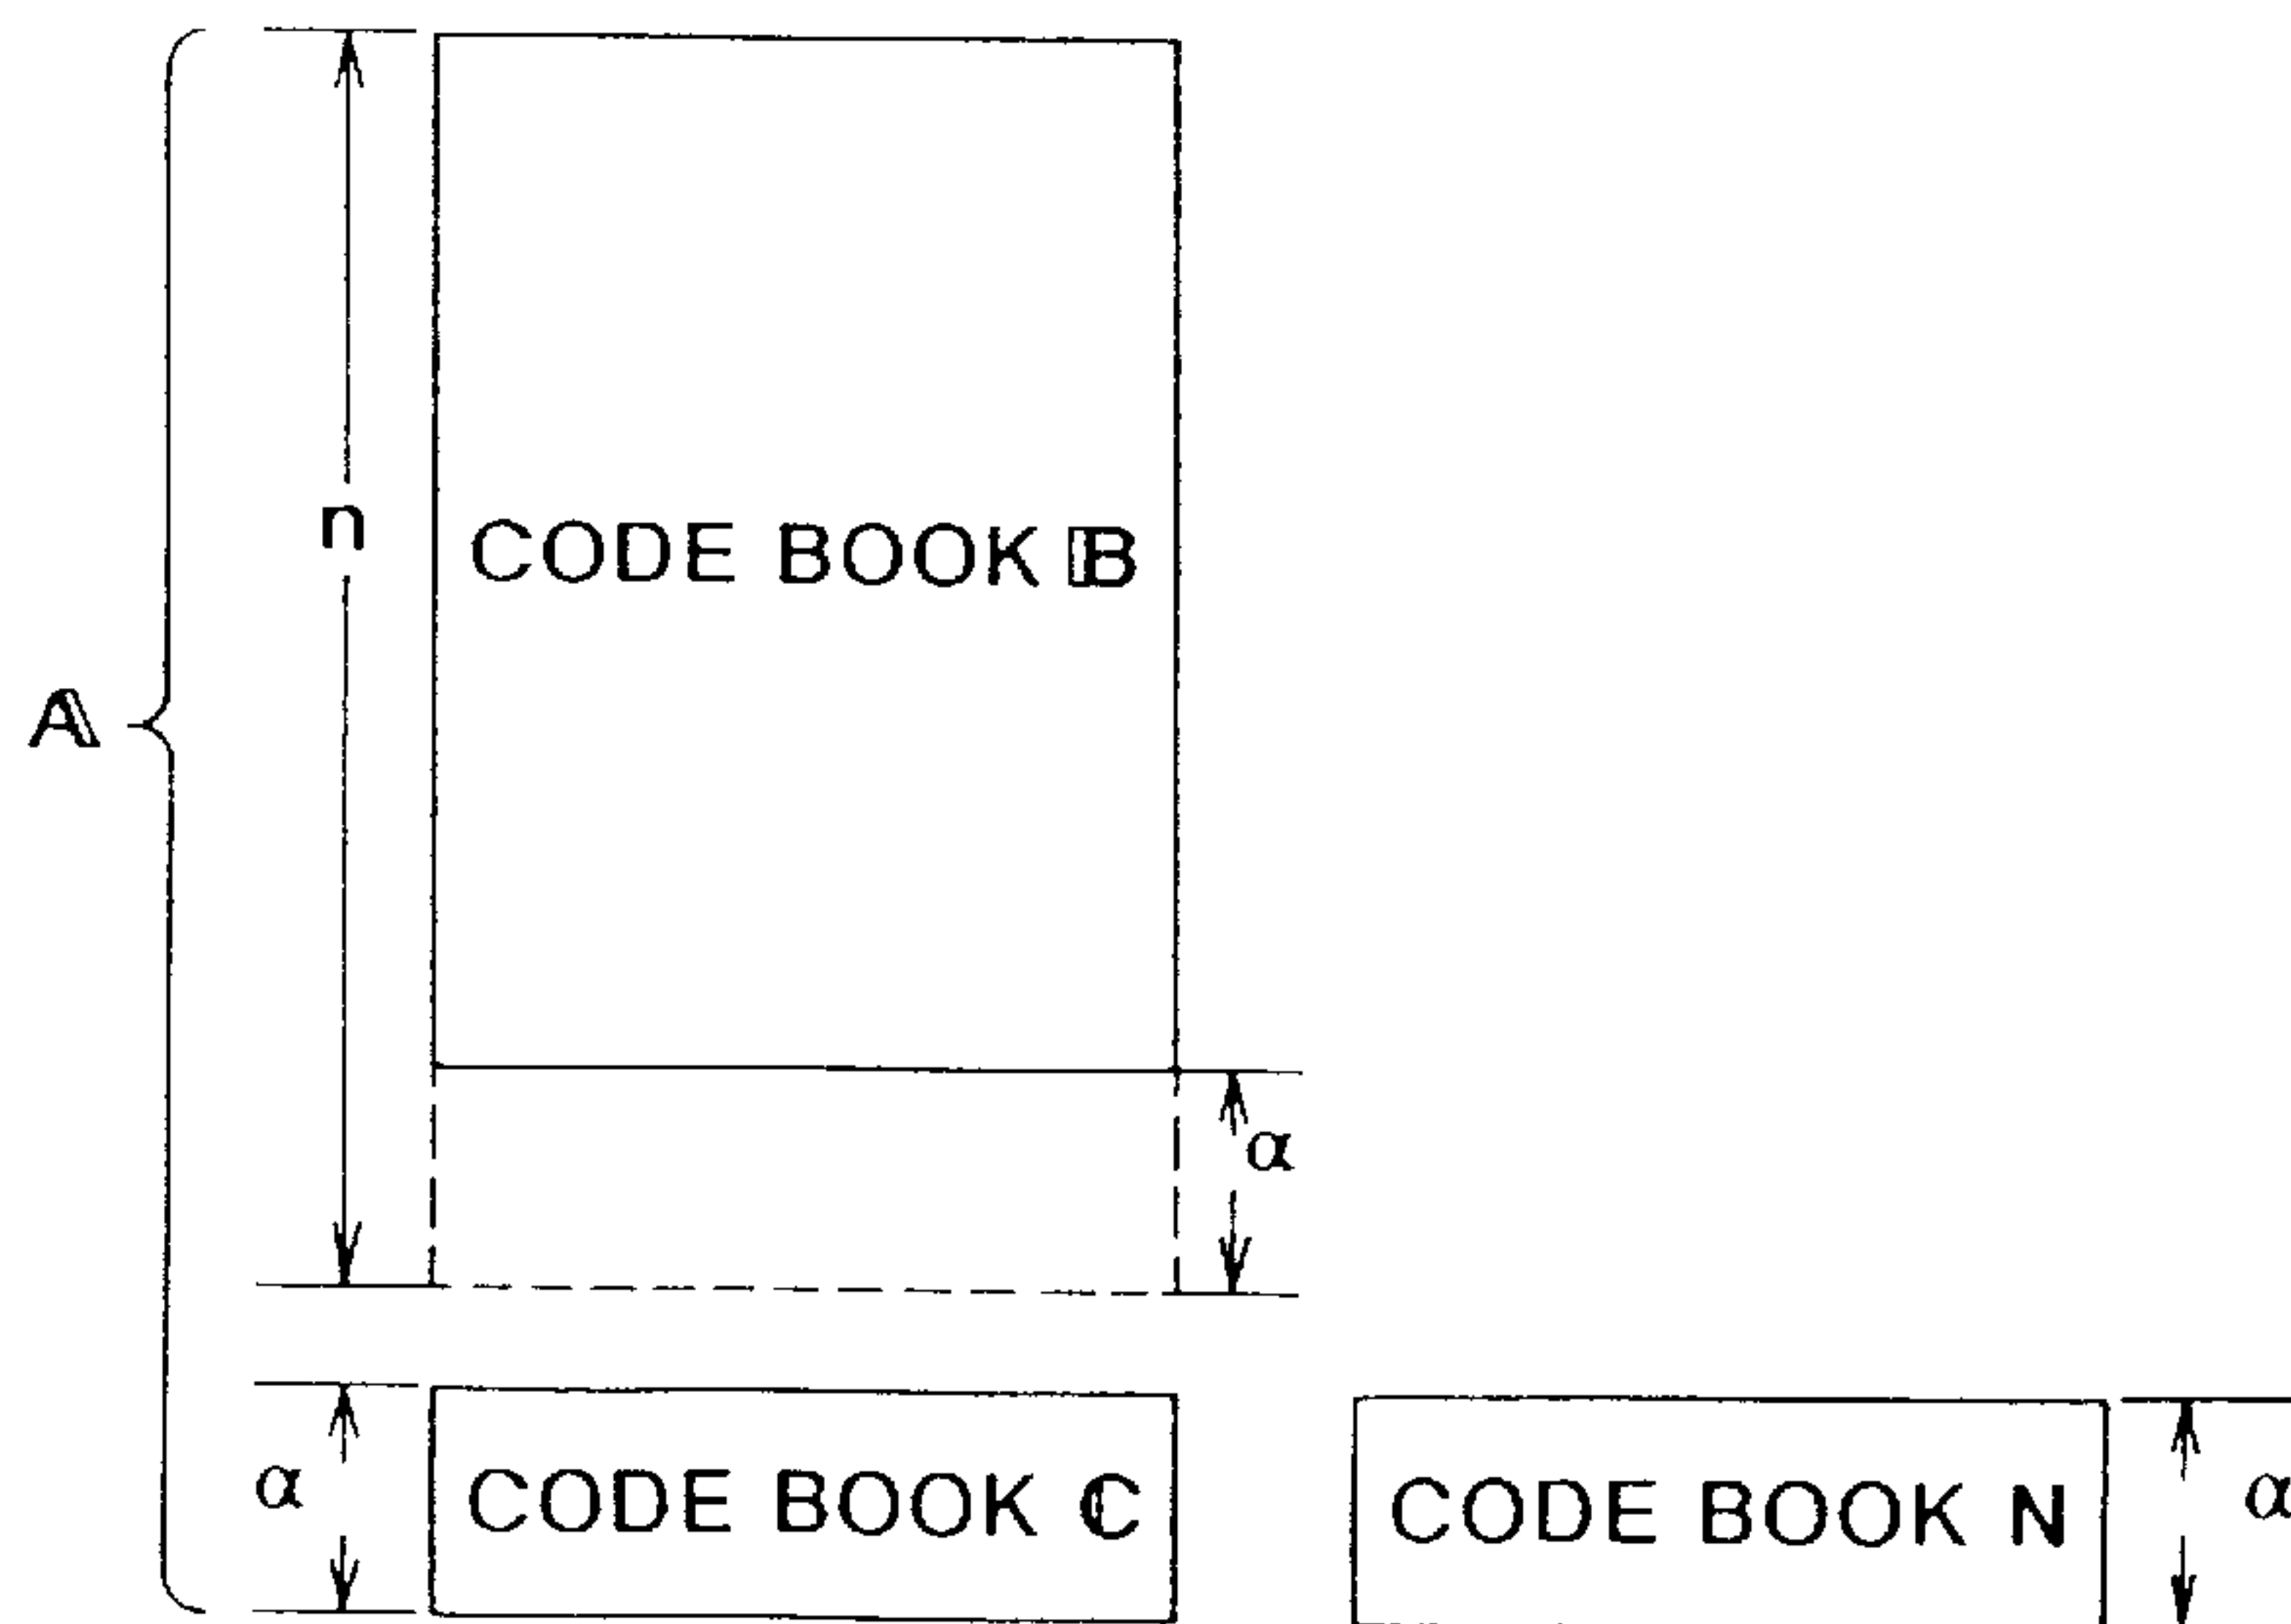 n
CODE BOOK 𝔹
𝔸
α
α
CODE BOOK ℂ
CODE BOOK N
α